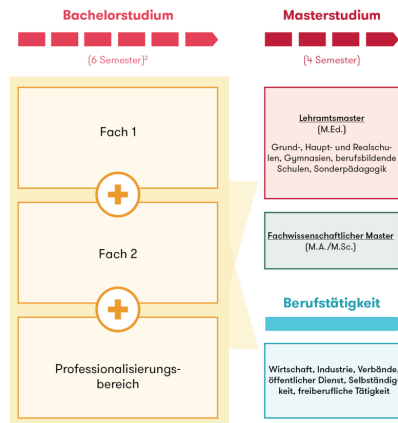 Bachelorstudium
(6 Semester)²
Fach 1
Fach 2
Professionalisierungs-
bereich
Masterstudium
(4 Semester)
Lehramtsmaster
(M.Ed.)
Grund-, Haupt- und Realschu-
len, Gymnasien, berufsbildende
Schulen, Sonderpädagogik
Fachwissenschaftlicher Master
(M.A./M.Sc.)
Berufstätigkeit
Wirtschaft, Industrie, Verbände,
öffentlicher Dienst, Selbständig-
keit, freiberufliche Tätigkeit